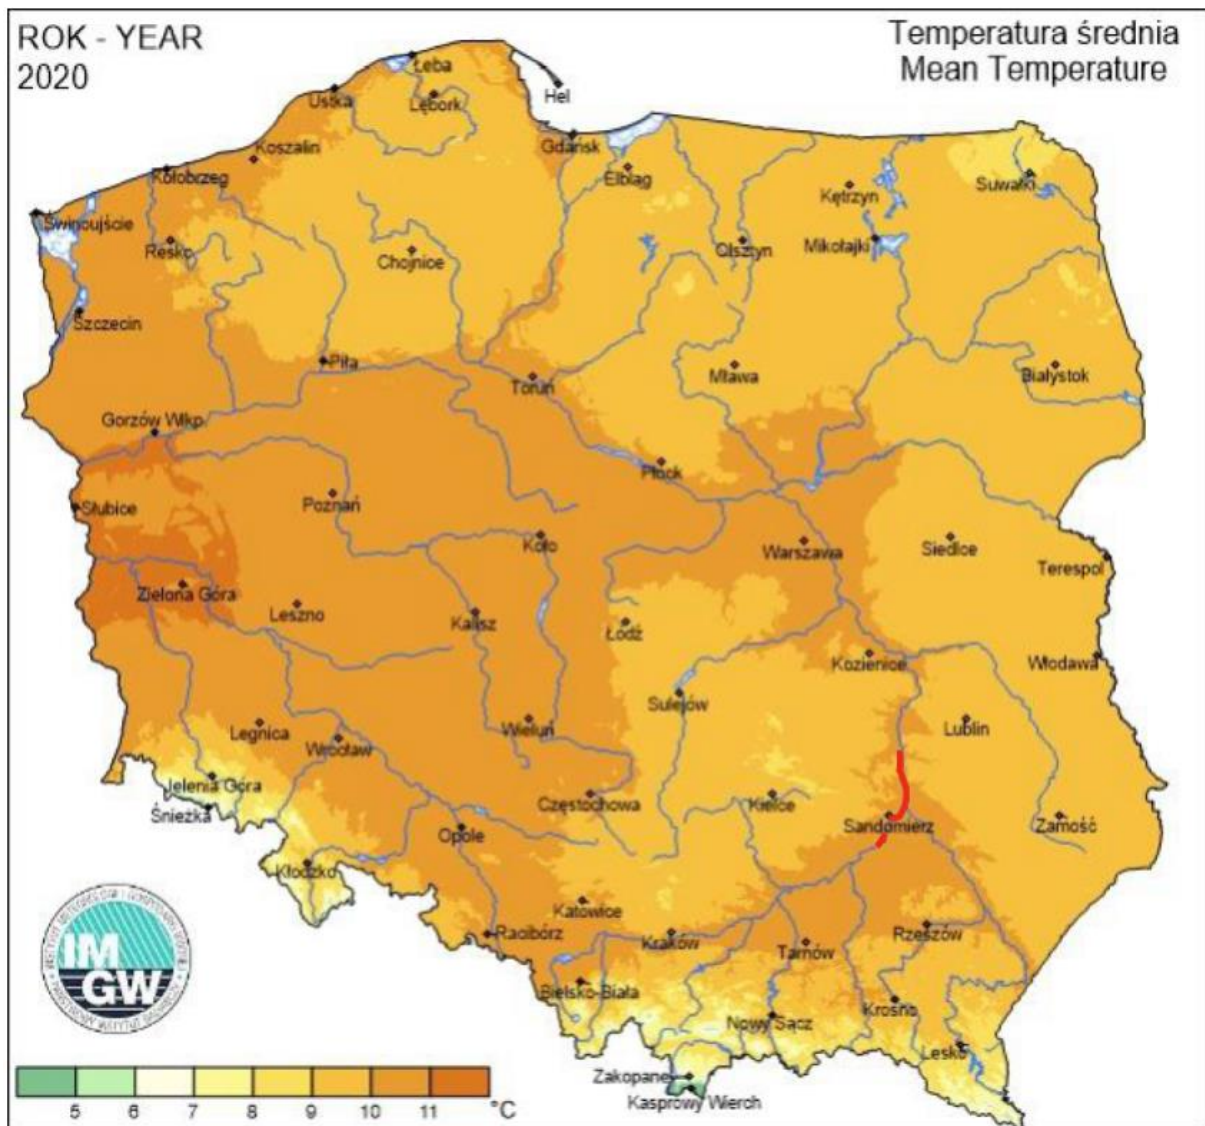 ROK - YEAR
2020
Temperatura średnia
Mean Temperature
Łeba
Ustka
Lębork
Hel
Koszalin
Gdańsk
Kołobrzeg
Elbląg
Kętrzyn
Suwałki
Świnoujście
Resko
Chojnice
Olsztyn
Mikołajki
Szczecin
Piła
Toruń
Mława
Białystok
Gorzów Wlkp.
Płock
Słubice
Poznań
Koło
Warszawa
Siedlce
Terespol
Zielona Góra
Leszno
Kalisz
Łódź
Kozienice
Włodawa
Sulejów
Legnica
Wrocław
Wieluń
Lublin
Jelenia Góra
Śnieżka
Częstochowa
Kielce
Sandomierz
Zamość
Opole
Kłodzko
Katowice
Racibórz
Kraków
Tarnów
Rzeszów
Bielsko-Biała
Nowy Sącz
Krosno
Lesko
Zakopane
Kasprowy Wierch
IM
GW
5 6 7 8 9 10 11 °C